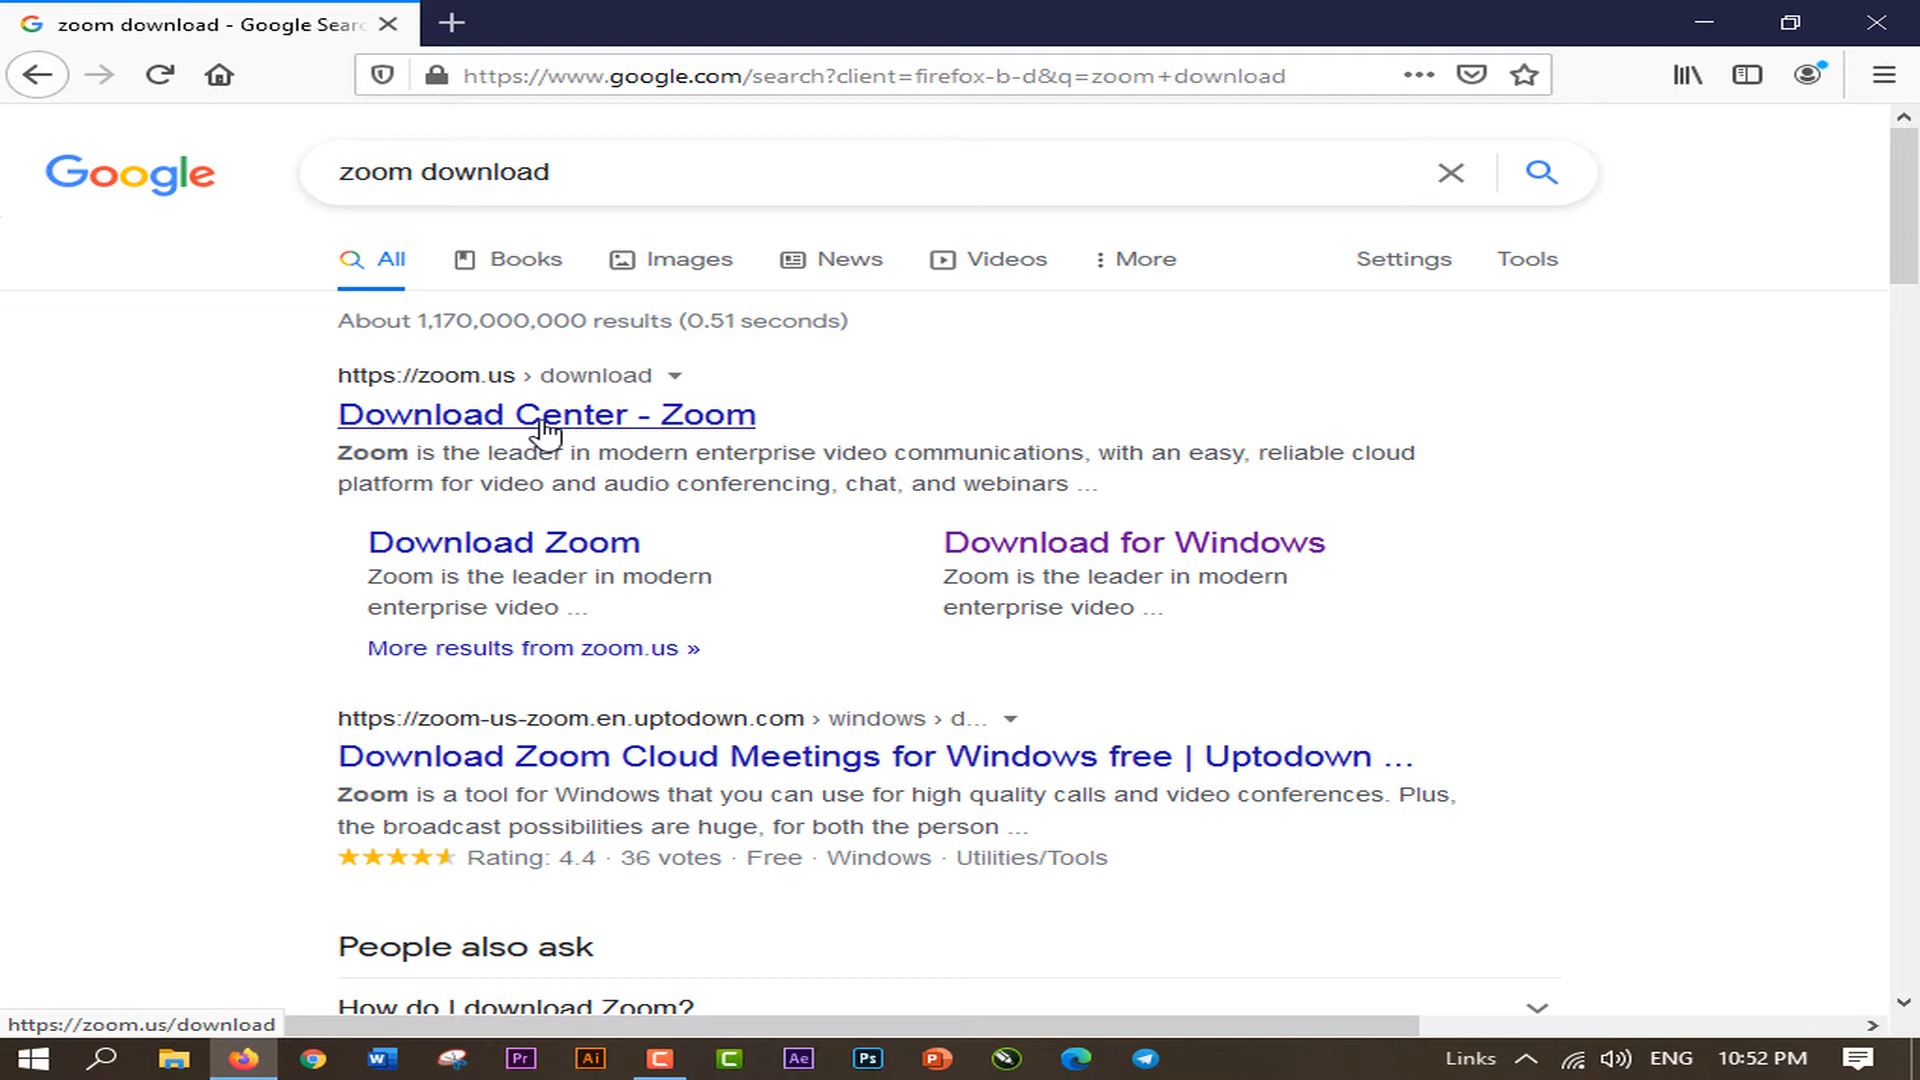 zoom download - Google Sear
https://www.google.com/search?client=firefox-b-d&q=zoom+download
Google
zoom download
All Books Images News Videos More Settings Tools
About 1,170,000,000 results (0.51 seconds)
https://zoom.us › download
Download Center - Zoom
Zoom is the leader in modern enterprise video communications, with an easy, reliable cloud
platform for video and audio conferencing, chat, and webinars ...
Download Zoom
Zoom is the leader in modern
enterprise video ...
Download for Windows
Zoom is the leader in modern
enterprise video ...
More results from zoom.us »
https://zoom-us-zoom.en.uptodown.com › windows › d...
Download Zoom Cloud Meetings for Windows free | Uptodown ...
Zoom is a tool for Windows that you can use for high quality calls and video conferences. Plus,
the broadcast possibilities are huge, for both the person ...
Rating: 4.4 · 36 votes · Free · Windows · Utilities/Tools
People also ask
How do I download Zoom?
https://zoom.us/download
W Pr Ai C C Ae Ps P Links ENG 10:52 PM